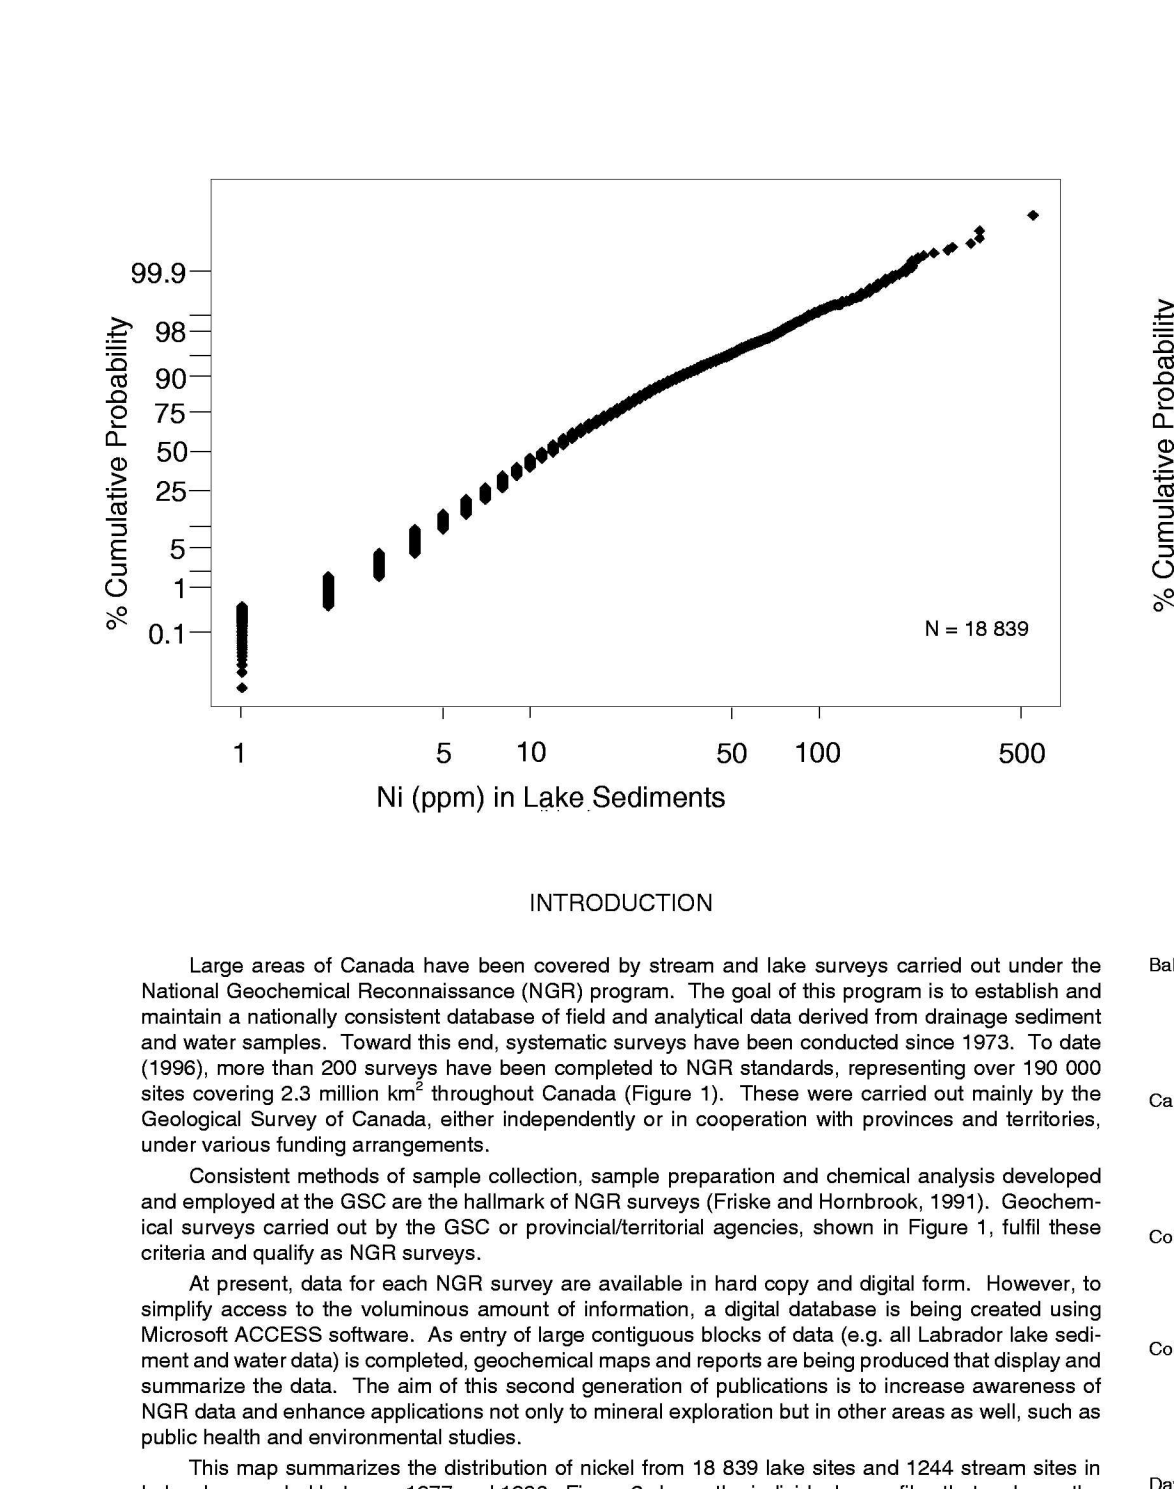 99.9
98
90
75
50
25
5
1
0.1
% Cumulative Probability
N = 18 839
1 5 10 50 100 500
Ni (ppm) in Lake Sediments
% Cumulative Probability
INTRODUCTION
Large areas of Canada have been covered by stream and lake surveys carried out under the
National Geochemical Reconnaissance (NGR) program. The goal of this program is to establish and
maintain a nationally consistent database of field and analytical data derived from drainage sediment
and water samples. Toward this end, systematic surveys have been conducted since 1973. To date
(1996), more than 200 surveys have been completed to NGR standards, representing over 190 000
sites covering 2.3 million km² throughout Canada (Figure 1). These were carried out mainly by the
Geological Survey of Canada, either independently or in cooperation with provinces and territories,
under various funding arrangements.
Consistent methods of sample collection, sample preparation and chemical analysis developed
and employed at the GSC are the hallmark of NGR surveys (Friske and Hornbrook, 1991). Geochem-
ical surveys carried out by the GSC or provincial/territorial agencies, shown in Figure 1, fulfil these
criteria and qualify as NGR surveys.
At present, data for each NGR survey are available in hard copy and digital form. However, to
simplify access to the voluminous amount of information, a digital database is being created using
Microsoft ACCESS software. As entry of large contiguous blocks of data (e.g. all Labrador lake sedi-
ment and water data) is completed, geochemical maps and reports are being produced that display and
summarize the data. The aim of this second generation of publications is to increase awareness of
NGR data and enhance applications not only to mineral exploration but in other areas as well, such as
public health and environmental studies.
This map summarizes the distribution of nickel from 18 839 lake sites and 1244 stream sites in
Ca
Co
Co